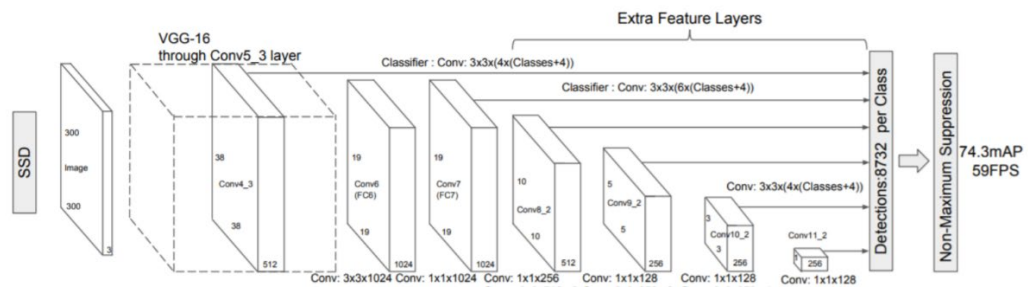 Extra Feature Layers
VGG-16
through Conv5_3 layer
Classifier : Conv: 3x3x(4x(Classes+4))
Classifier : Conv: 3x3x(6x(Classes+4))
SSD
300
Image
300
3
38
Conv4_3
38
512
19
Conv6
(FC6)
19
1024
19
Conv7
(FC7)
19
1024
10
Conv8_2
10
512
5
Conv9_2
5
256
Conv: 3x3x(4x(Classes+4))
3
Conv10_2
3
256
Conv11_2
256
Detections:8732 per Class
Non-Maximum Suppression
74.3mAP
59FPS
Conv: 3x3x1024
Conv: 1x1x1024
Conv: 1x1x256
Conv: 1x1x128
Conv: 1x1x128
Conv: 1x1x128